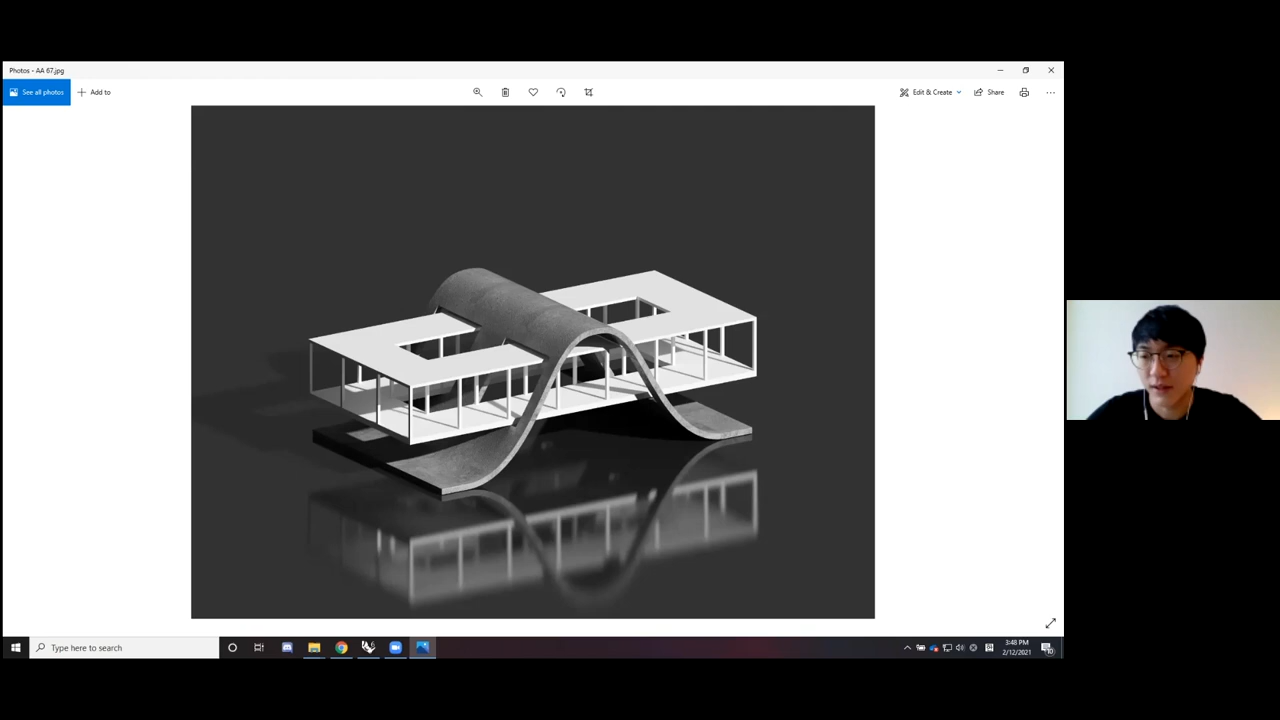 Photos - AA 67.jpg
See all photos
Add to
Edit & Create
Share
Type here to search
3:48 PM
2/12/2021